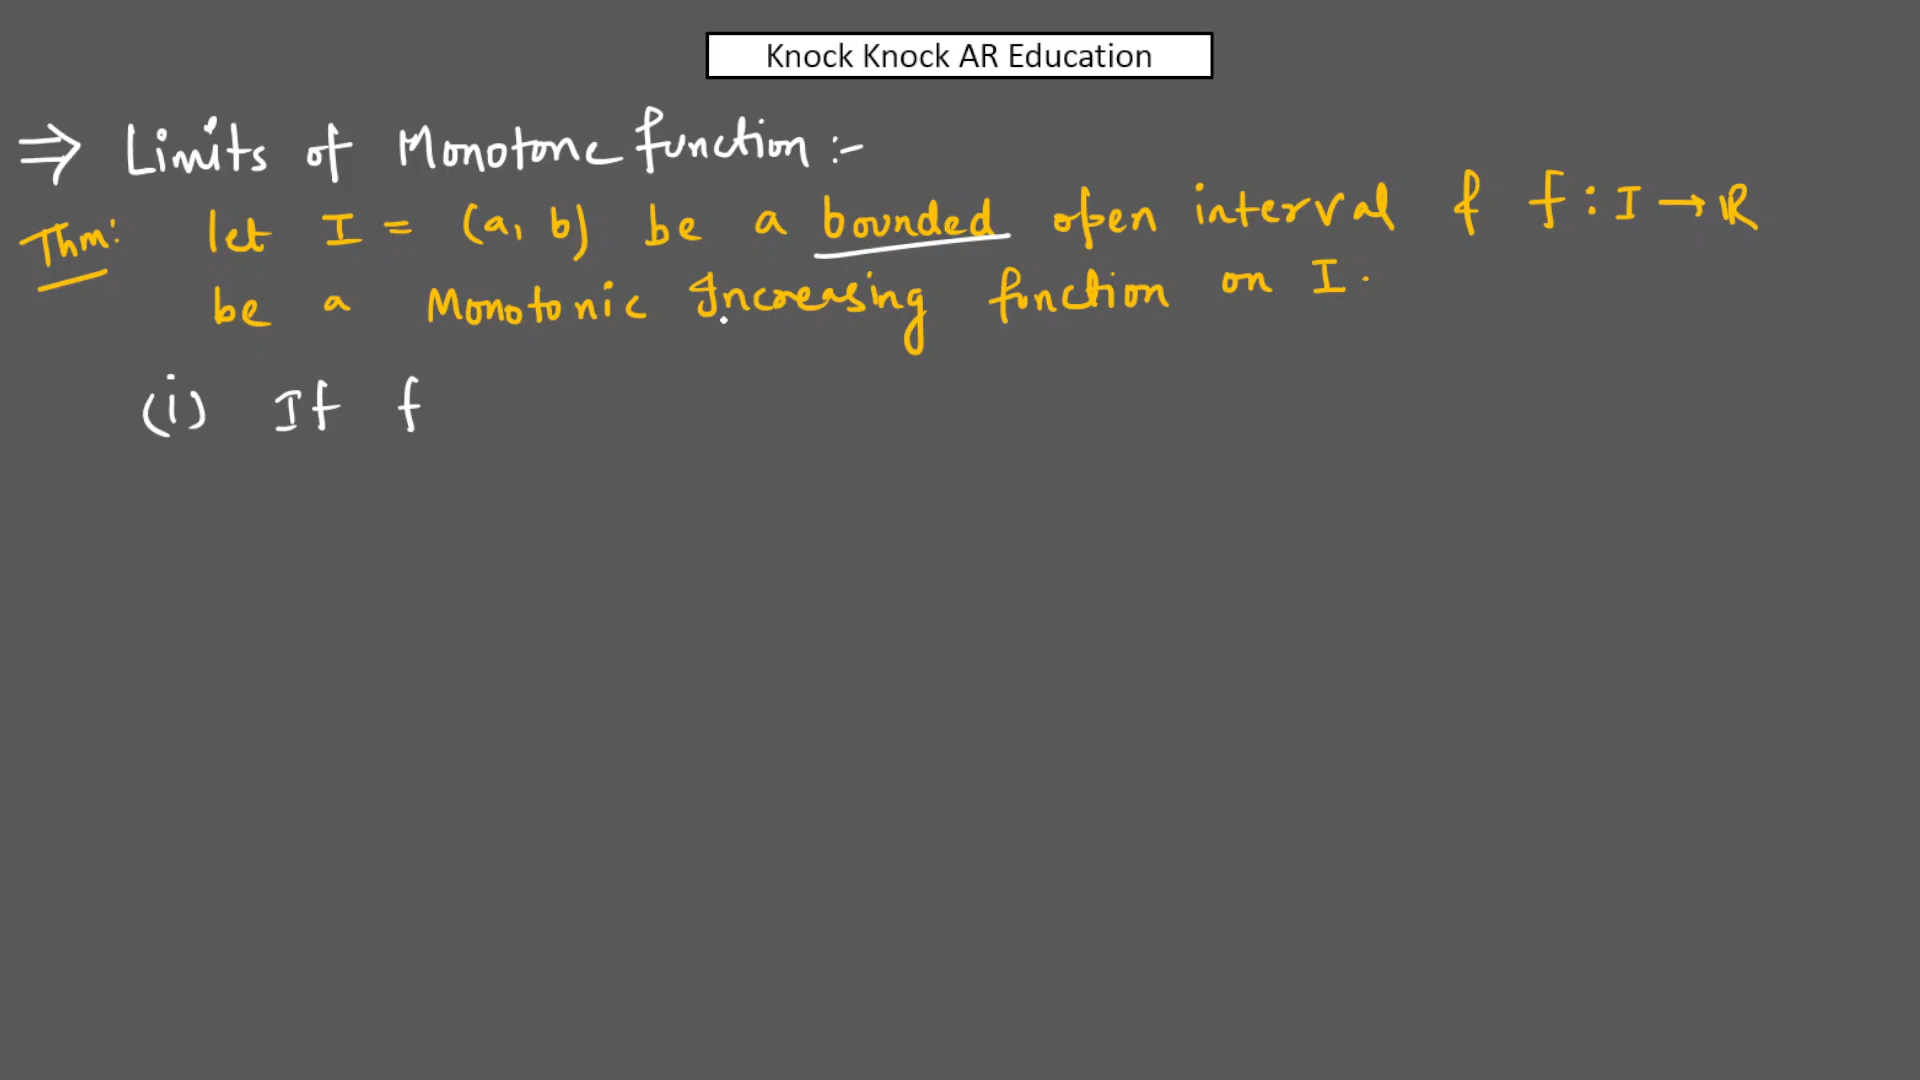 Knock Knock AR Education
⇒ Limits of Monotone function :-
Thm: let I = (a, b) be a bounded open interval & f : I → ℝ
be a Monotonic Increasing function on I.
(i) If f